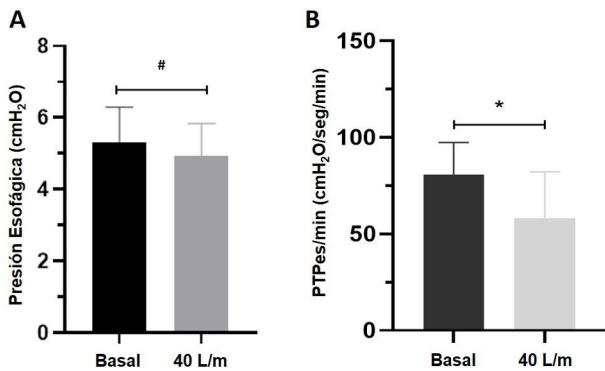 A
Presión Esofágica (cmH₂O)
8
6
4
2
0
#
Basal
40 L/m
B
PTPes/min (cmH₂O/seg/min)
150
100
50
0
*
Basal
40 L/m